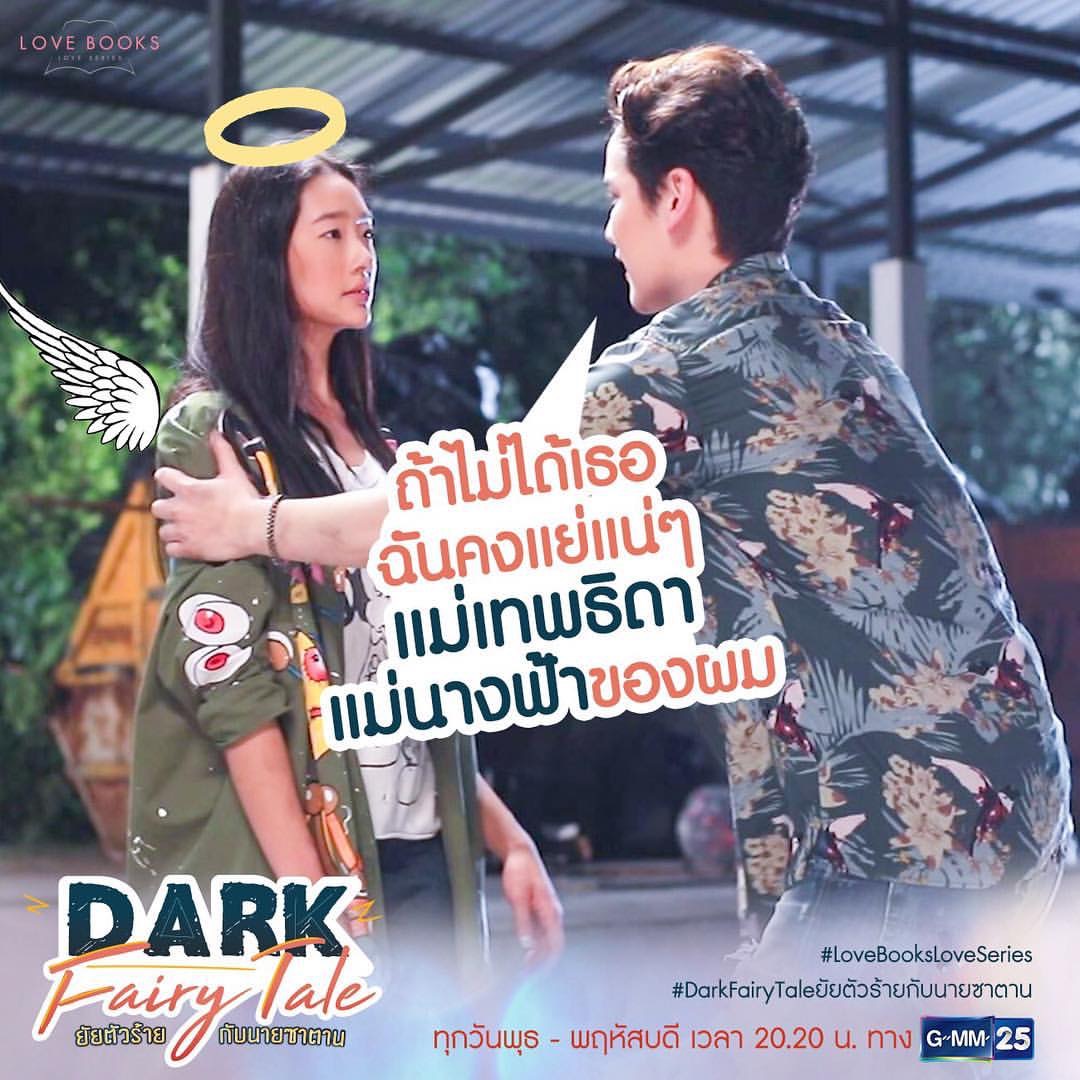 LOVE BOOKS
LOVE SERIES
ถ้าไม่ได้เธอ
ฉันคงแย่แน่ๆ
แม่เทพธิดา
แม่นางฟ้าของผม
DARK
Fairy Tale
ยัยตัวร้าย กับนายซาตาน
#LoveBooksLoveSeries
#DarkFairyTaleยัยตัวร้ายกับนายซาตาน
ทุกวันพุธ - พฤหัสบดี เวลา 20.20 น. ทาง G-MM 25